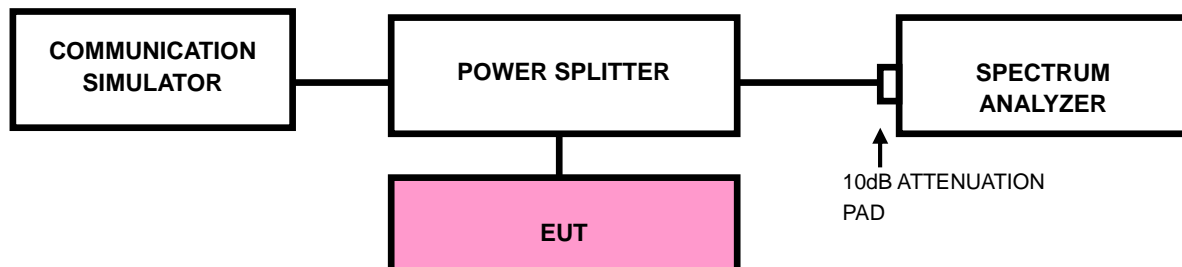 COMMUNICATION
SIMULATOR
POWER SPLITTER
SPECTRUM
ANALYZER
10dB ATTENUATION
PAD
EUT